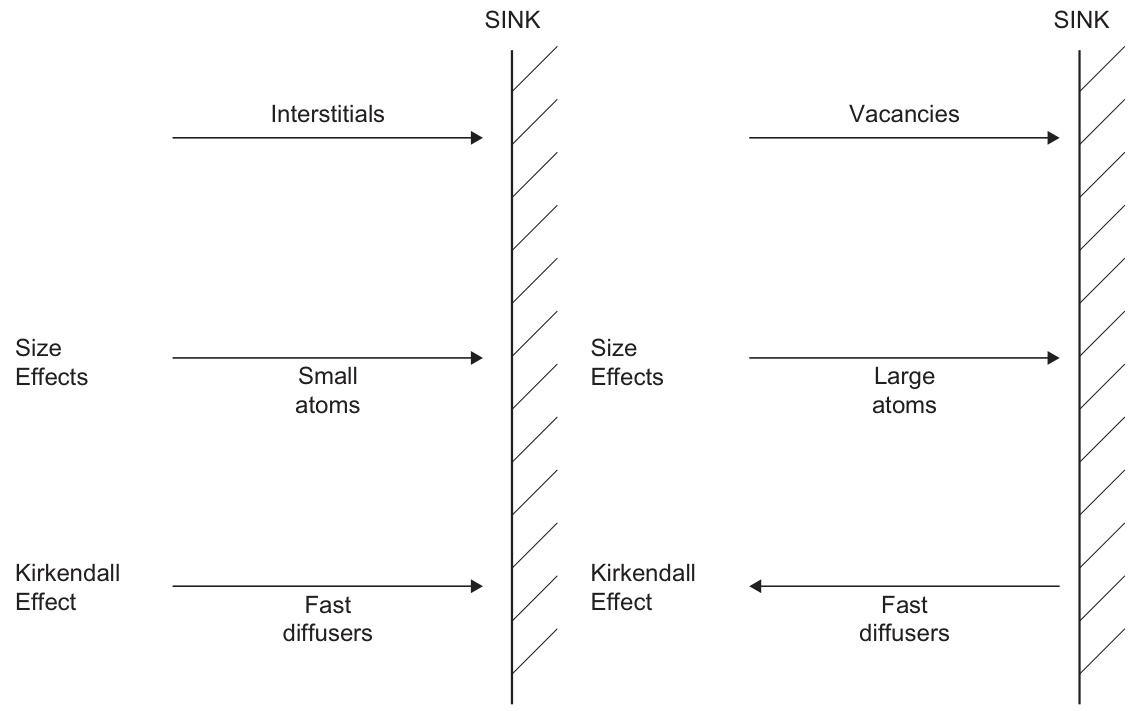 SINK
Interstitials
Size
Effects
Small
atoms
Kirkendall
Effect
Fast
diffusers
SINK
Vacancies
Size
Effects
Large
atoms
Kirkendall
Effect
Fast
diffusers